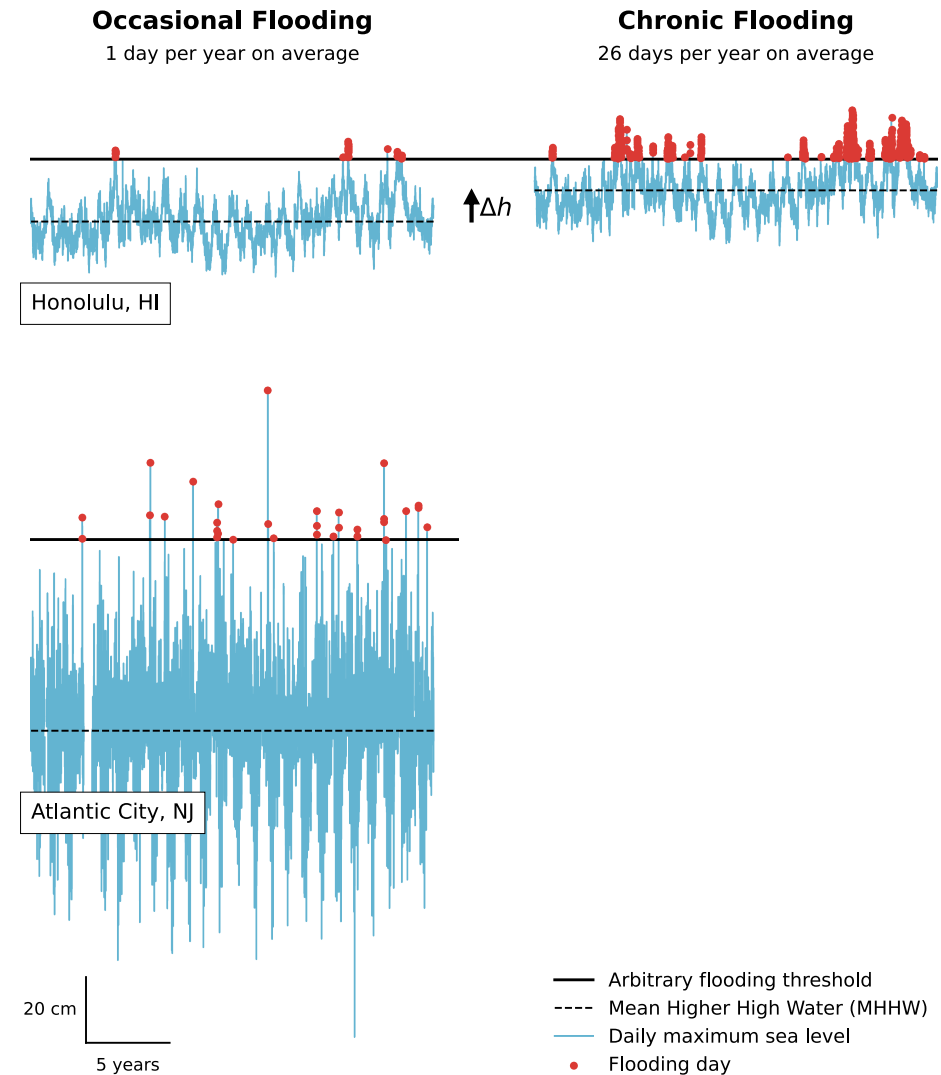 Occasional Flooding
1 day per year on average
Chronic Flooding
26 days per year on average
Δh
Honolulu, HI
Atlantic City, NJ
20 cm
5 years
Arbitrary flooding threshold
Mean Higher High Water (MHHW)
Daily maximum sea level
Flooding day